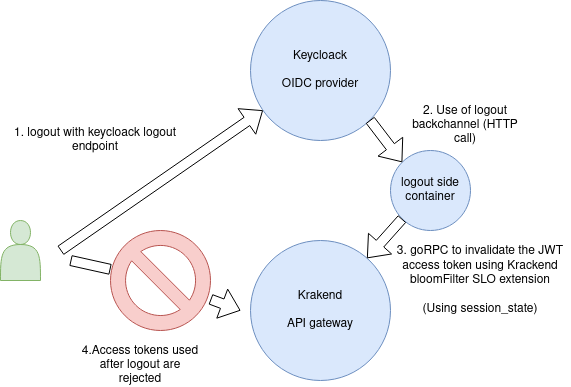 Keycloack
OIDC provider
1. logout with keycloack logout
endpoint
2. Use of logout
backchannel (HTTP
call)
logout side
container
3. goRPC to invalidate the JWT
access token using Krackend
bloomFilter SLO extension
(Using session_state)
Krakend
API gateway
4.Access tokens used
after logout are
rejected